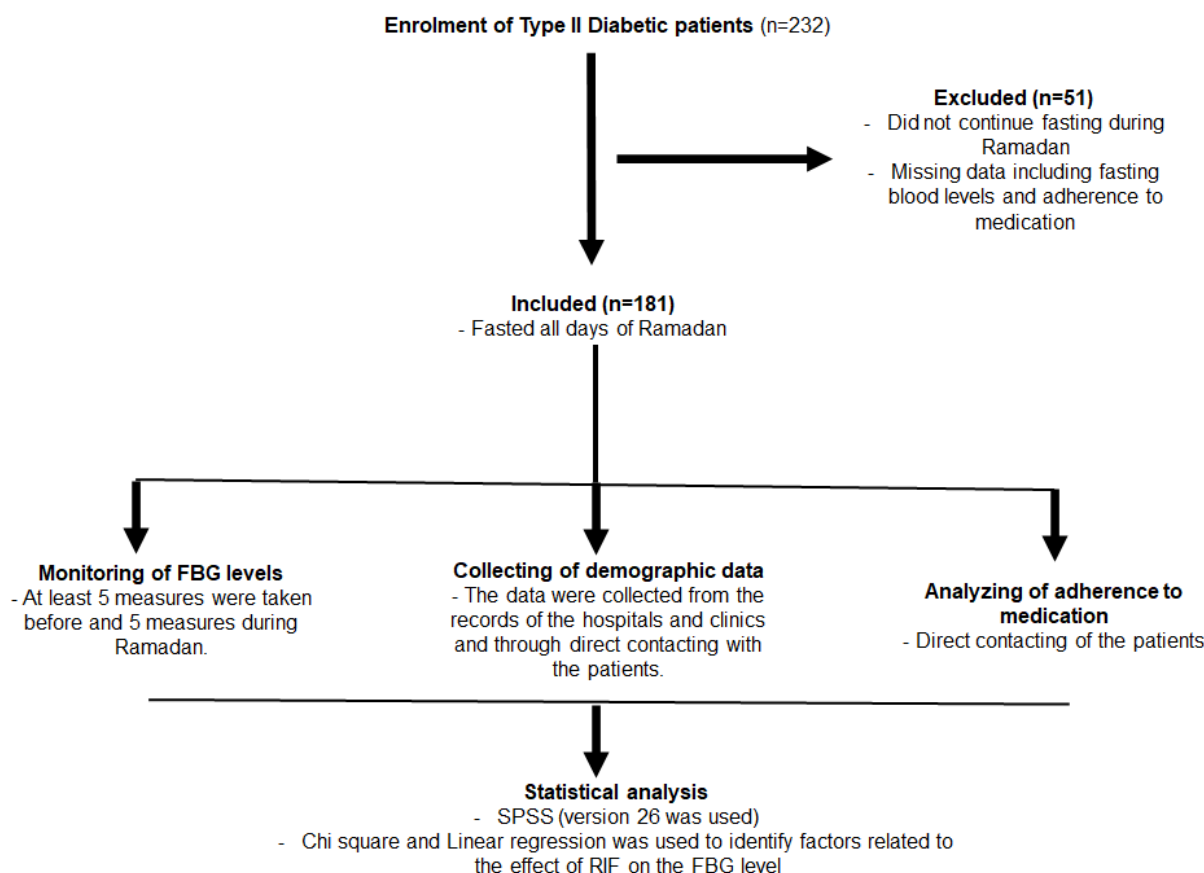 Enrolment of Type II Diabetic patients (n=232)
Excluded (n=51)
- Did not continue fasting during
Ramadan
- Missing data including fasting
blood levels and adherence to
medication
Included (n=181)
- Fasted all days of Ramadan
Monitoring of FBG levels
- At least 5 measures were taken
before and 5 measures during
Ramadan.
Collecting of demographic data
- The data were collected from the
records of the hospitals and clinics
and through direct contacting with
the patients.
Analyzing of adherence to
medication
- Direct contacting of the patients
Statistical analysis
- SPSS (version 26 was used)
- Chi square and Linear regression was used to identify factors related to
the effect of RIF on the FBG level